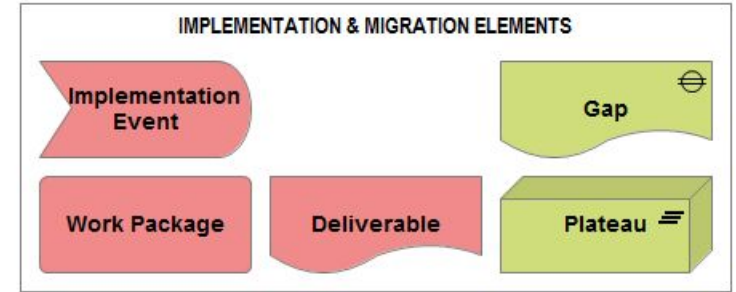 IMPLEMENTATION & MIGRATION ELEMENTS
Implementation
Event
Gap
Work Package
Deliverable
Plateau